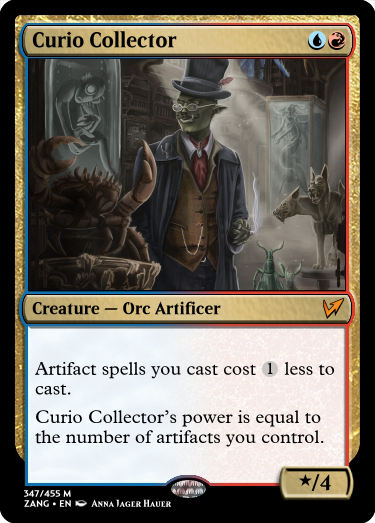 Curio Collector
Creature — Orc Artificer
Artifact spells you cast cost 1 less to
cast.
Curio Collector's power is equal to
the number of artifacts you control.
★/4
347/455 M
ZANG • EN ANNA JAGER HAUER